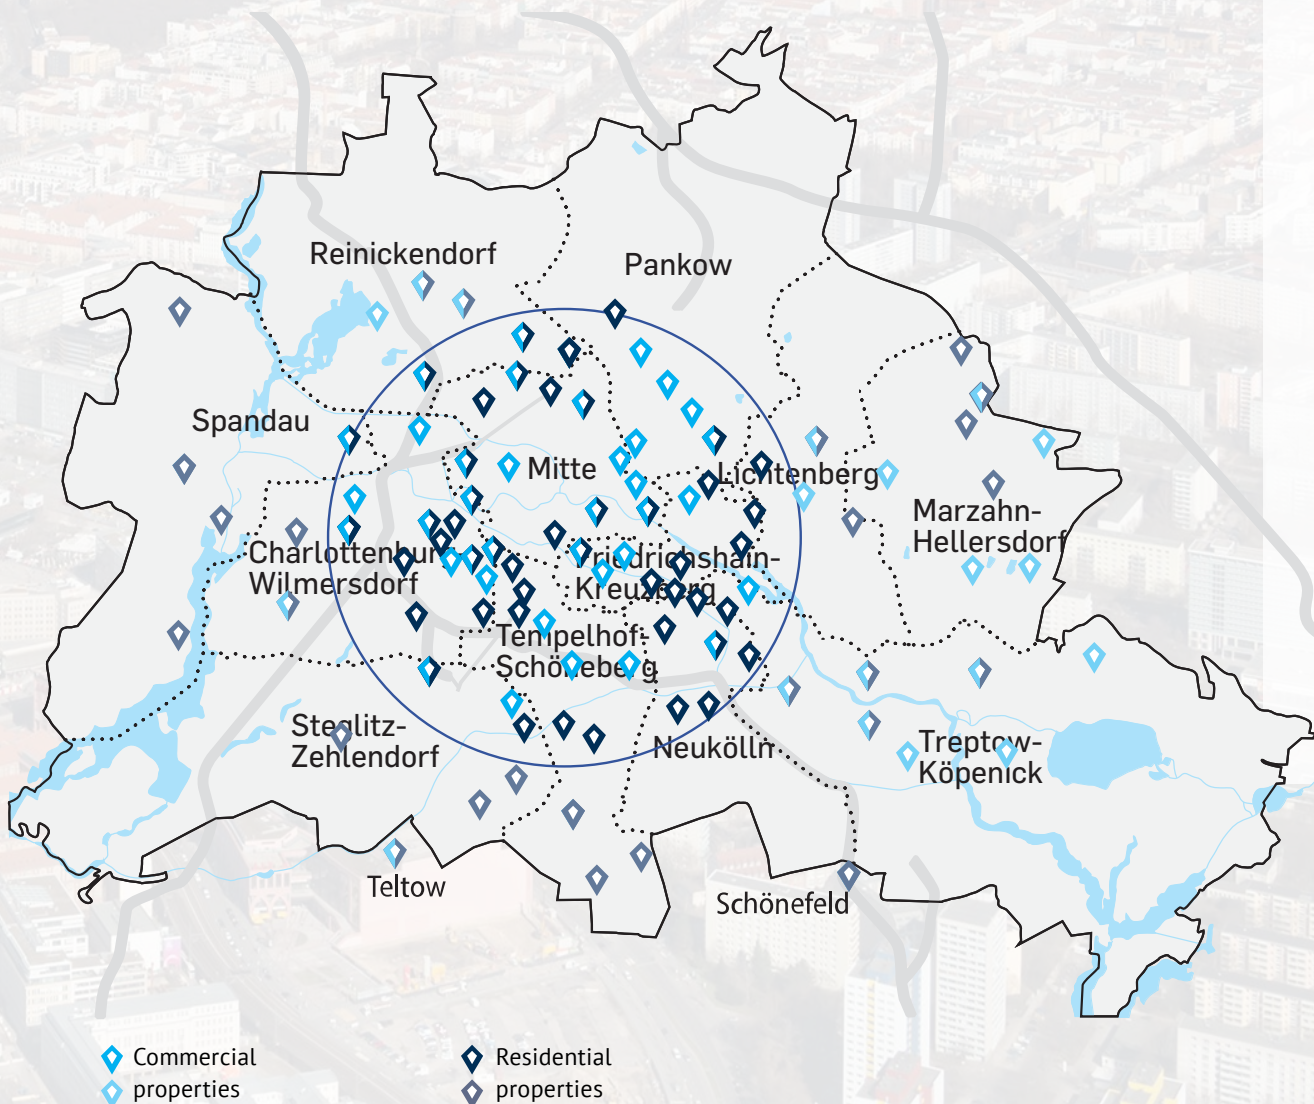 Reinickendorf
Pankow
Spandau
Mitte
Lichtenberg
Marzahn-
Hellersdorf
Charlottenburg-
Wilmersdorf
Friedrichshain-
Kreuzberg
Tempelhof-
Schöneberg
Steglitz-
Zehlendorf
Neukölln
Treptow-
Köpenick
Teltow
Schönefeld
Commercial
properties
Residential
properties